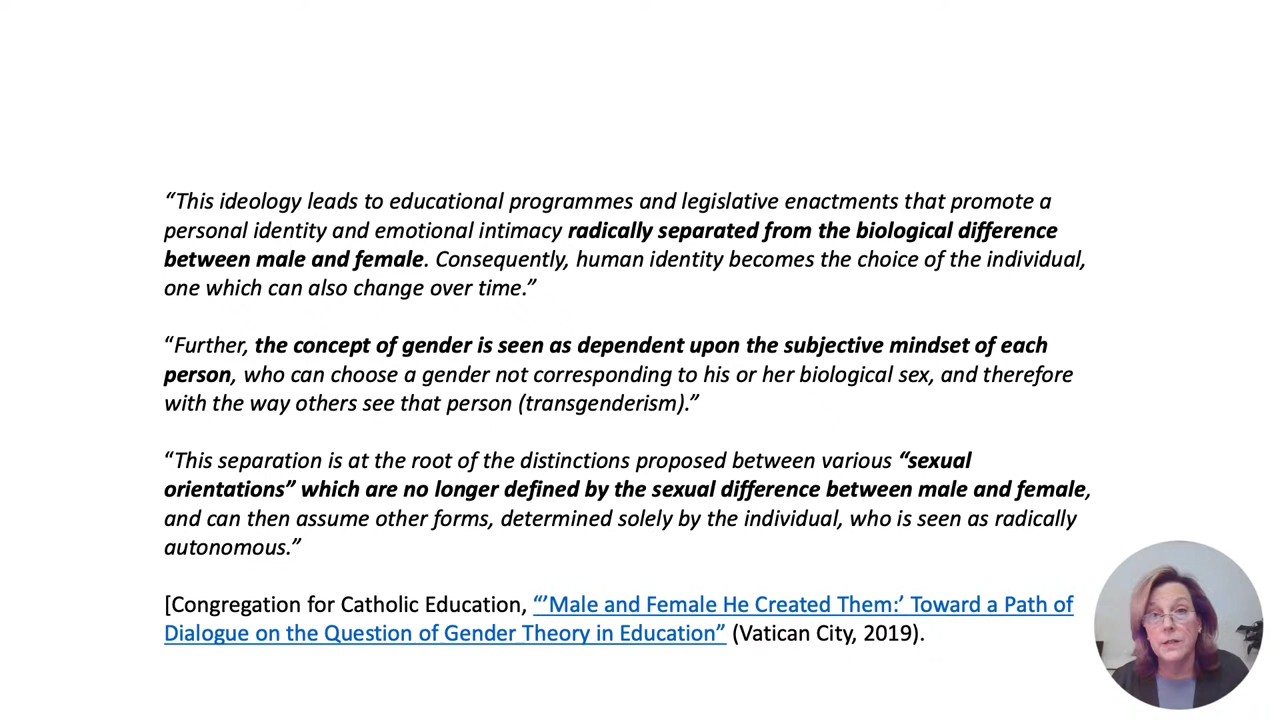 “This ideology leads to educational programmes and legislative enactments that promote a
personal identity and emotional intimacy radically separated from the biological difference
between male and female. Consequently, human identity becomes the choice of the individual,
one which can also change over time.”
“Further, the concept of gender is seen as dependent upon the subjective mindset of each
person, who can choose a gender not corresponding to his or her biological sex, and therefore
with the way others see that person (transgenderism).”
“This separation is at the root of the distinctions proposed between various “sexual
orientations” which are no longer defined by the sexual difference between male and female,
and can then assume other forms, determined solely by the individual, who is seen as radically
autonomous.”
[Congregation for Catholic Education, “’Male and Female He Created Them:’ Toward a Path of
Dialogue on the Question of Gender Theory in Education” (Vatican City, 2019).